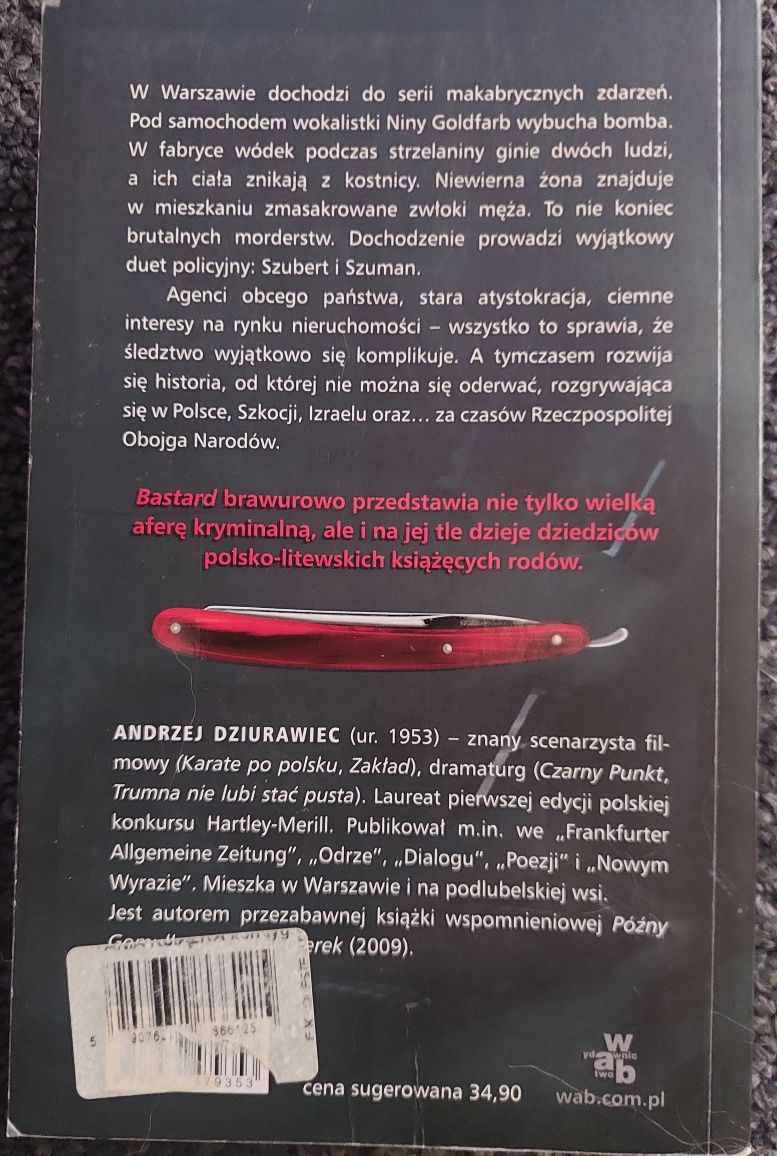 W Warszawie dochodzi do serii makabrycznych zdarzeń.
Pod samochodem wokalistki Niny Goldfarb wybucha bomba.
W fabryce wódek podczas strzelaniny ginie dwóch ludzi,
a ich ciała znikają z kostnicy. Niewierna żona znajduje
w mieszkaniu zmasakrowane zwłoki męża. To nie koniec
brutalnych morderstw. Dochodzenie prowadzi wyjątkowy
duet policyjny: Szubert i Szuman.
Agenci obcego państwa, stara atystokracja, ciemne
interesy na rynku nieruchomości – wszystko to sprawia, że
śledztwo wyjątkowo się komplikuje. A tymczasem rozwija
się historia, od której nie można się oderwać, rozgrywająca
się w Polsce, Szkocji, Izraelu oraz... za czasów Rzeczpospolitej
Obojga Narodów.
Bastard brawurowo przedstawia nie tylko wielką
aferę kryminalną, ale i na jej tle dzieje dziedziców
polsko-litewskich książęcych rodów.
ANDRZEJ DZIURAWIEC (ur. 1953) – znany scenarzysta fil-
mowy (Karate po polsku, Zakład), dramaturg (Czarny Punkt,
Trumna nie lubi stać pusta). Laureat pierwszej edycji polskiej
konkursu Hartley-Merill. Publikował m.in. we „Frankfurter
Allgemeine Zeitung", „Odrze", „Dialogu", „Poezji" i „Nowym
Wyrazie". Mieszka w Warszawie i na podlubelskiej wsi.
Jest autorem przezabawnej książki wspomnieniowej Późny
erek (2009).
5
79353
cena sugerowana 34,90
w
ydawnic
two
ab
wab.com.pl